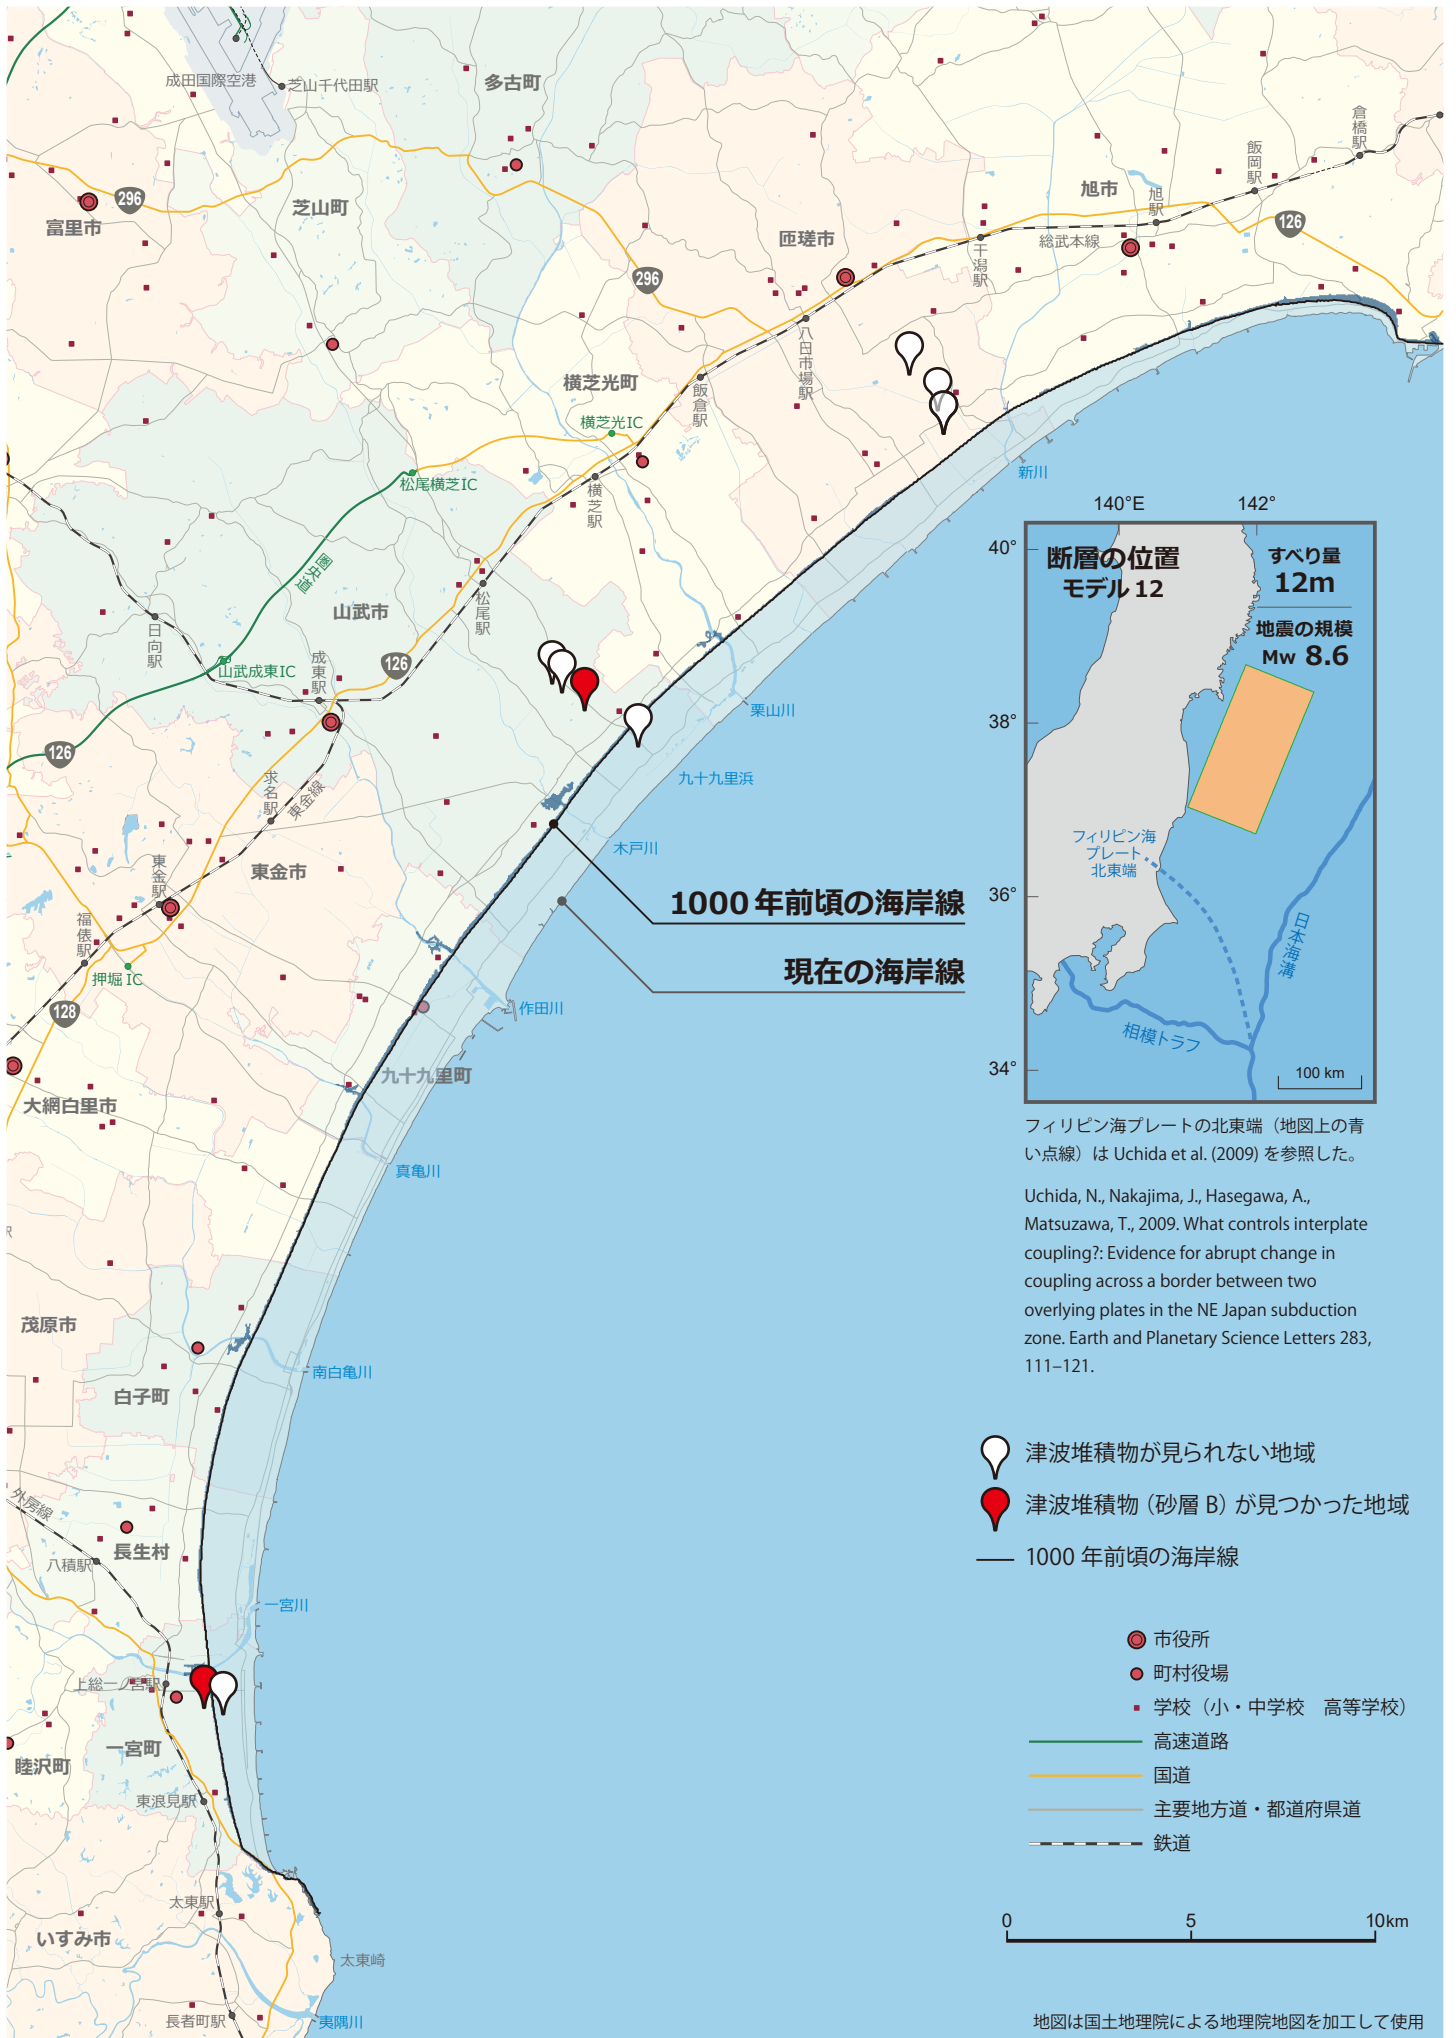 成田国際空港
芝山千代田駅
多古町
倉橋駅
飯岡駅
旭市
旭駅
296
富里市
芝山町
匝瑳市
総武本線
126
干潟駅
296
八日市場駅
横芝光町
飯倉駅
横芝光IC
松尾横芝IC
横芝駅
新川
圏央道
山武市
松尾駅
日向駅
成東駅
126
山武成東IC
栗山川
126
九十九里浜
求名駅
東金線
木戸川
東金駅
東金市
1000 年前頃の海岸線
福俵駅
現在の海岸線
押堀 IC
128
作田川
九十九里町
大網白里市
真亀川
茂原市
南白亀川
白子町
外房線
長生村
八積駅
一宮川
上総一ノ宮駅
一宮町
睦沢町
東浪見駅
太東駅
いすみ市
太東崎
長者町駅
夷隅川
140°E
142°
40°
38°
36°
34°
断層の位置
モデル 12
すべり量
12m
地震の規模
Mw 8.6
フィリピン海
プレート
北東端
日本海溝
相模トラフ
100 km
フィリピン海プレートの北東端（地図上の青
い点線）は Uchida et al. (2009) を参照した。
Uchida, N., Nakajima, J., Hasegawa, A.,
Matsuzawa, T., 2009. What controls interplate
coupling?: Evidence for abrupt change in
coupling across a border between two
overlying plates in the NE Japan subduction
zone. Earth and Planetary Science Letters 283,
111–121.
津波堆積物が見られない地域
津波堆積物（砂層 B）が見つかった地域
1000 年前頃の海岸線
市役所
町村役場
学校（小・中学校　高等学校）
高速道路
国道
主要地方道・都道府県道
鉄道
0
5
10km
地図は国土地理院による地理院地図を加工して使用